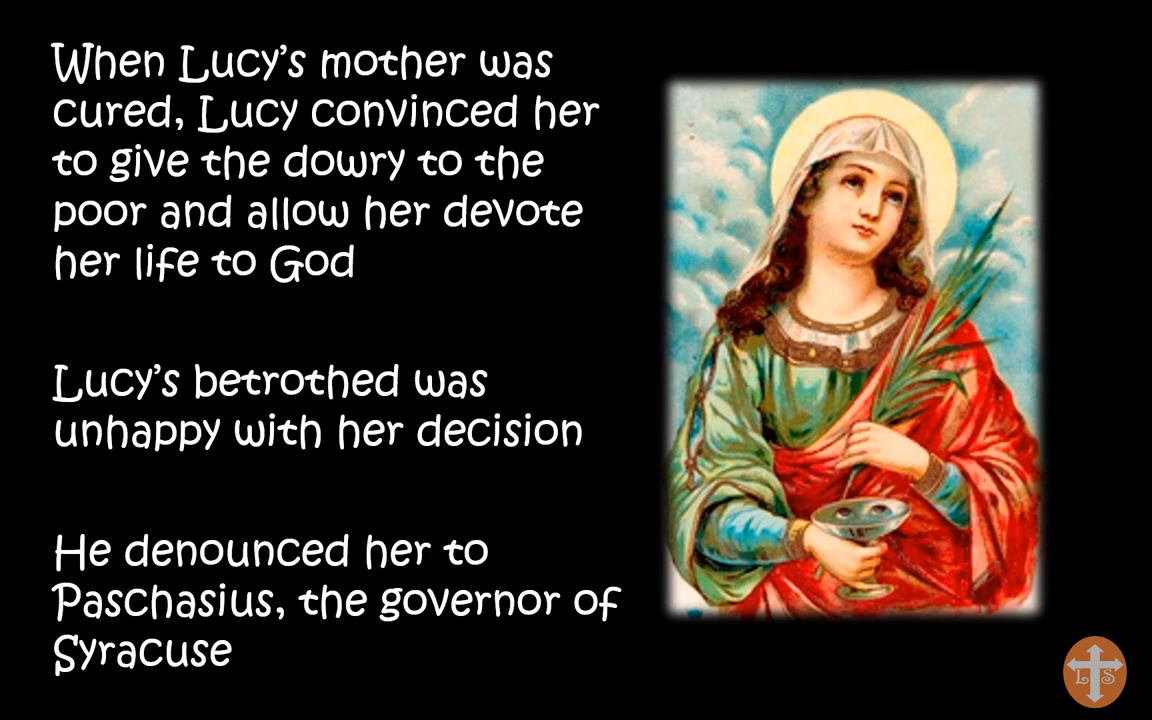 When Lucy’s mother was
cured, Lucy convinced her
to give the dowry to the
poor and allow her devote
her life to God
Lucy’s betrothed was
unhappy with her decision
He denounced her to
Paschasius, the governor of
Syracuse
L S